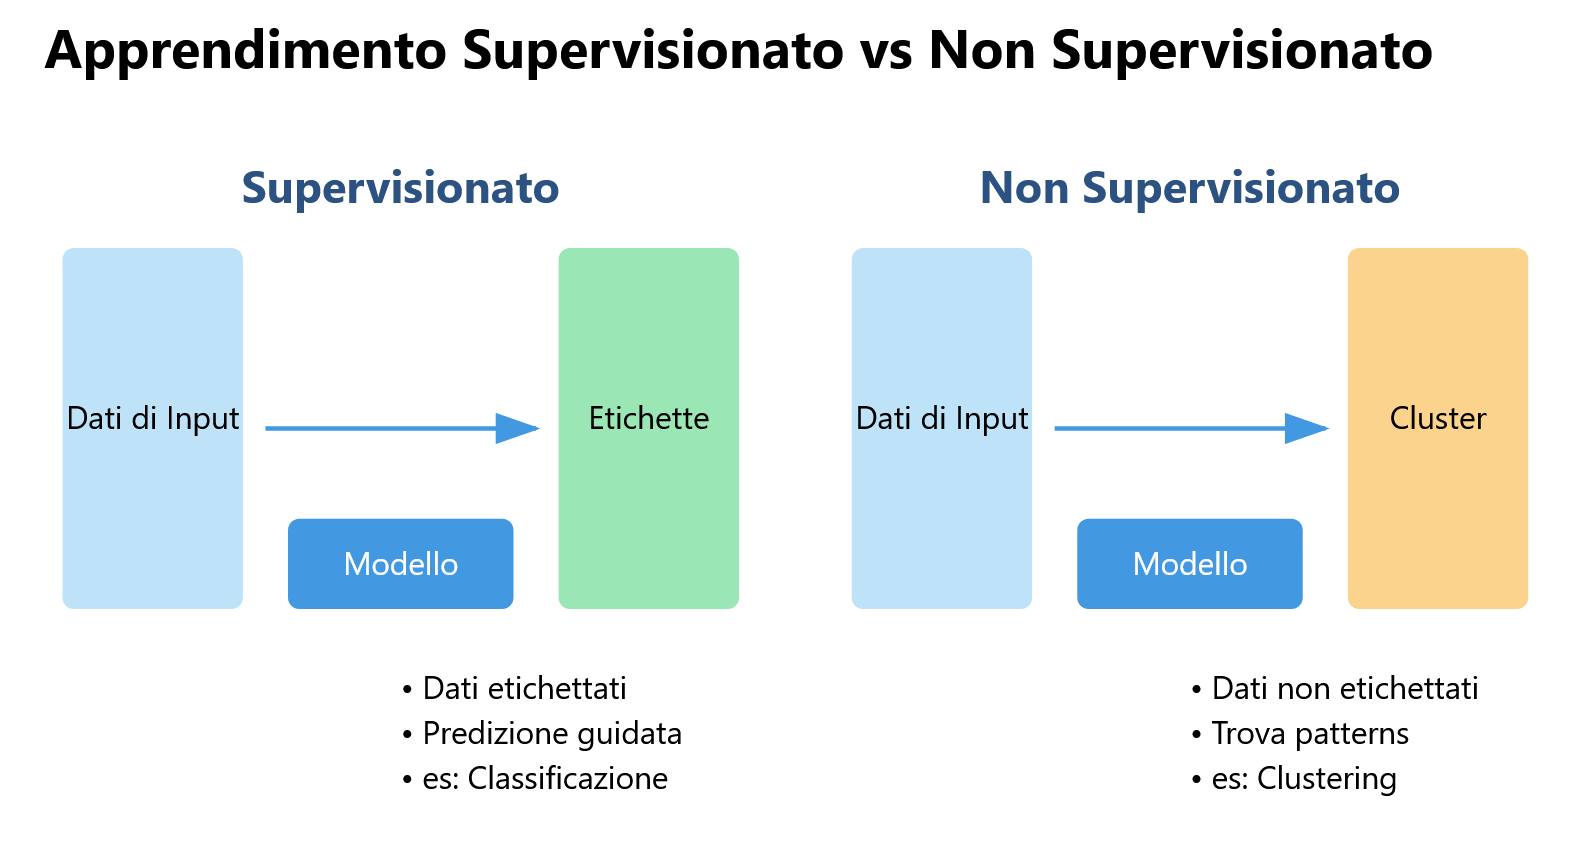 Apprendimento Supervisionato vs Non Supervisionato
Supervisionato
Dati di Input
Etichette
Modello
• Dati etichettati
• Predizione guidata
• es: Classificazione
Non Supervisionato
Dati di Input
Cluster
Modello
• Dati non etichettati
• Trova patterns
• es: Clustering